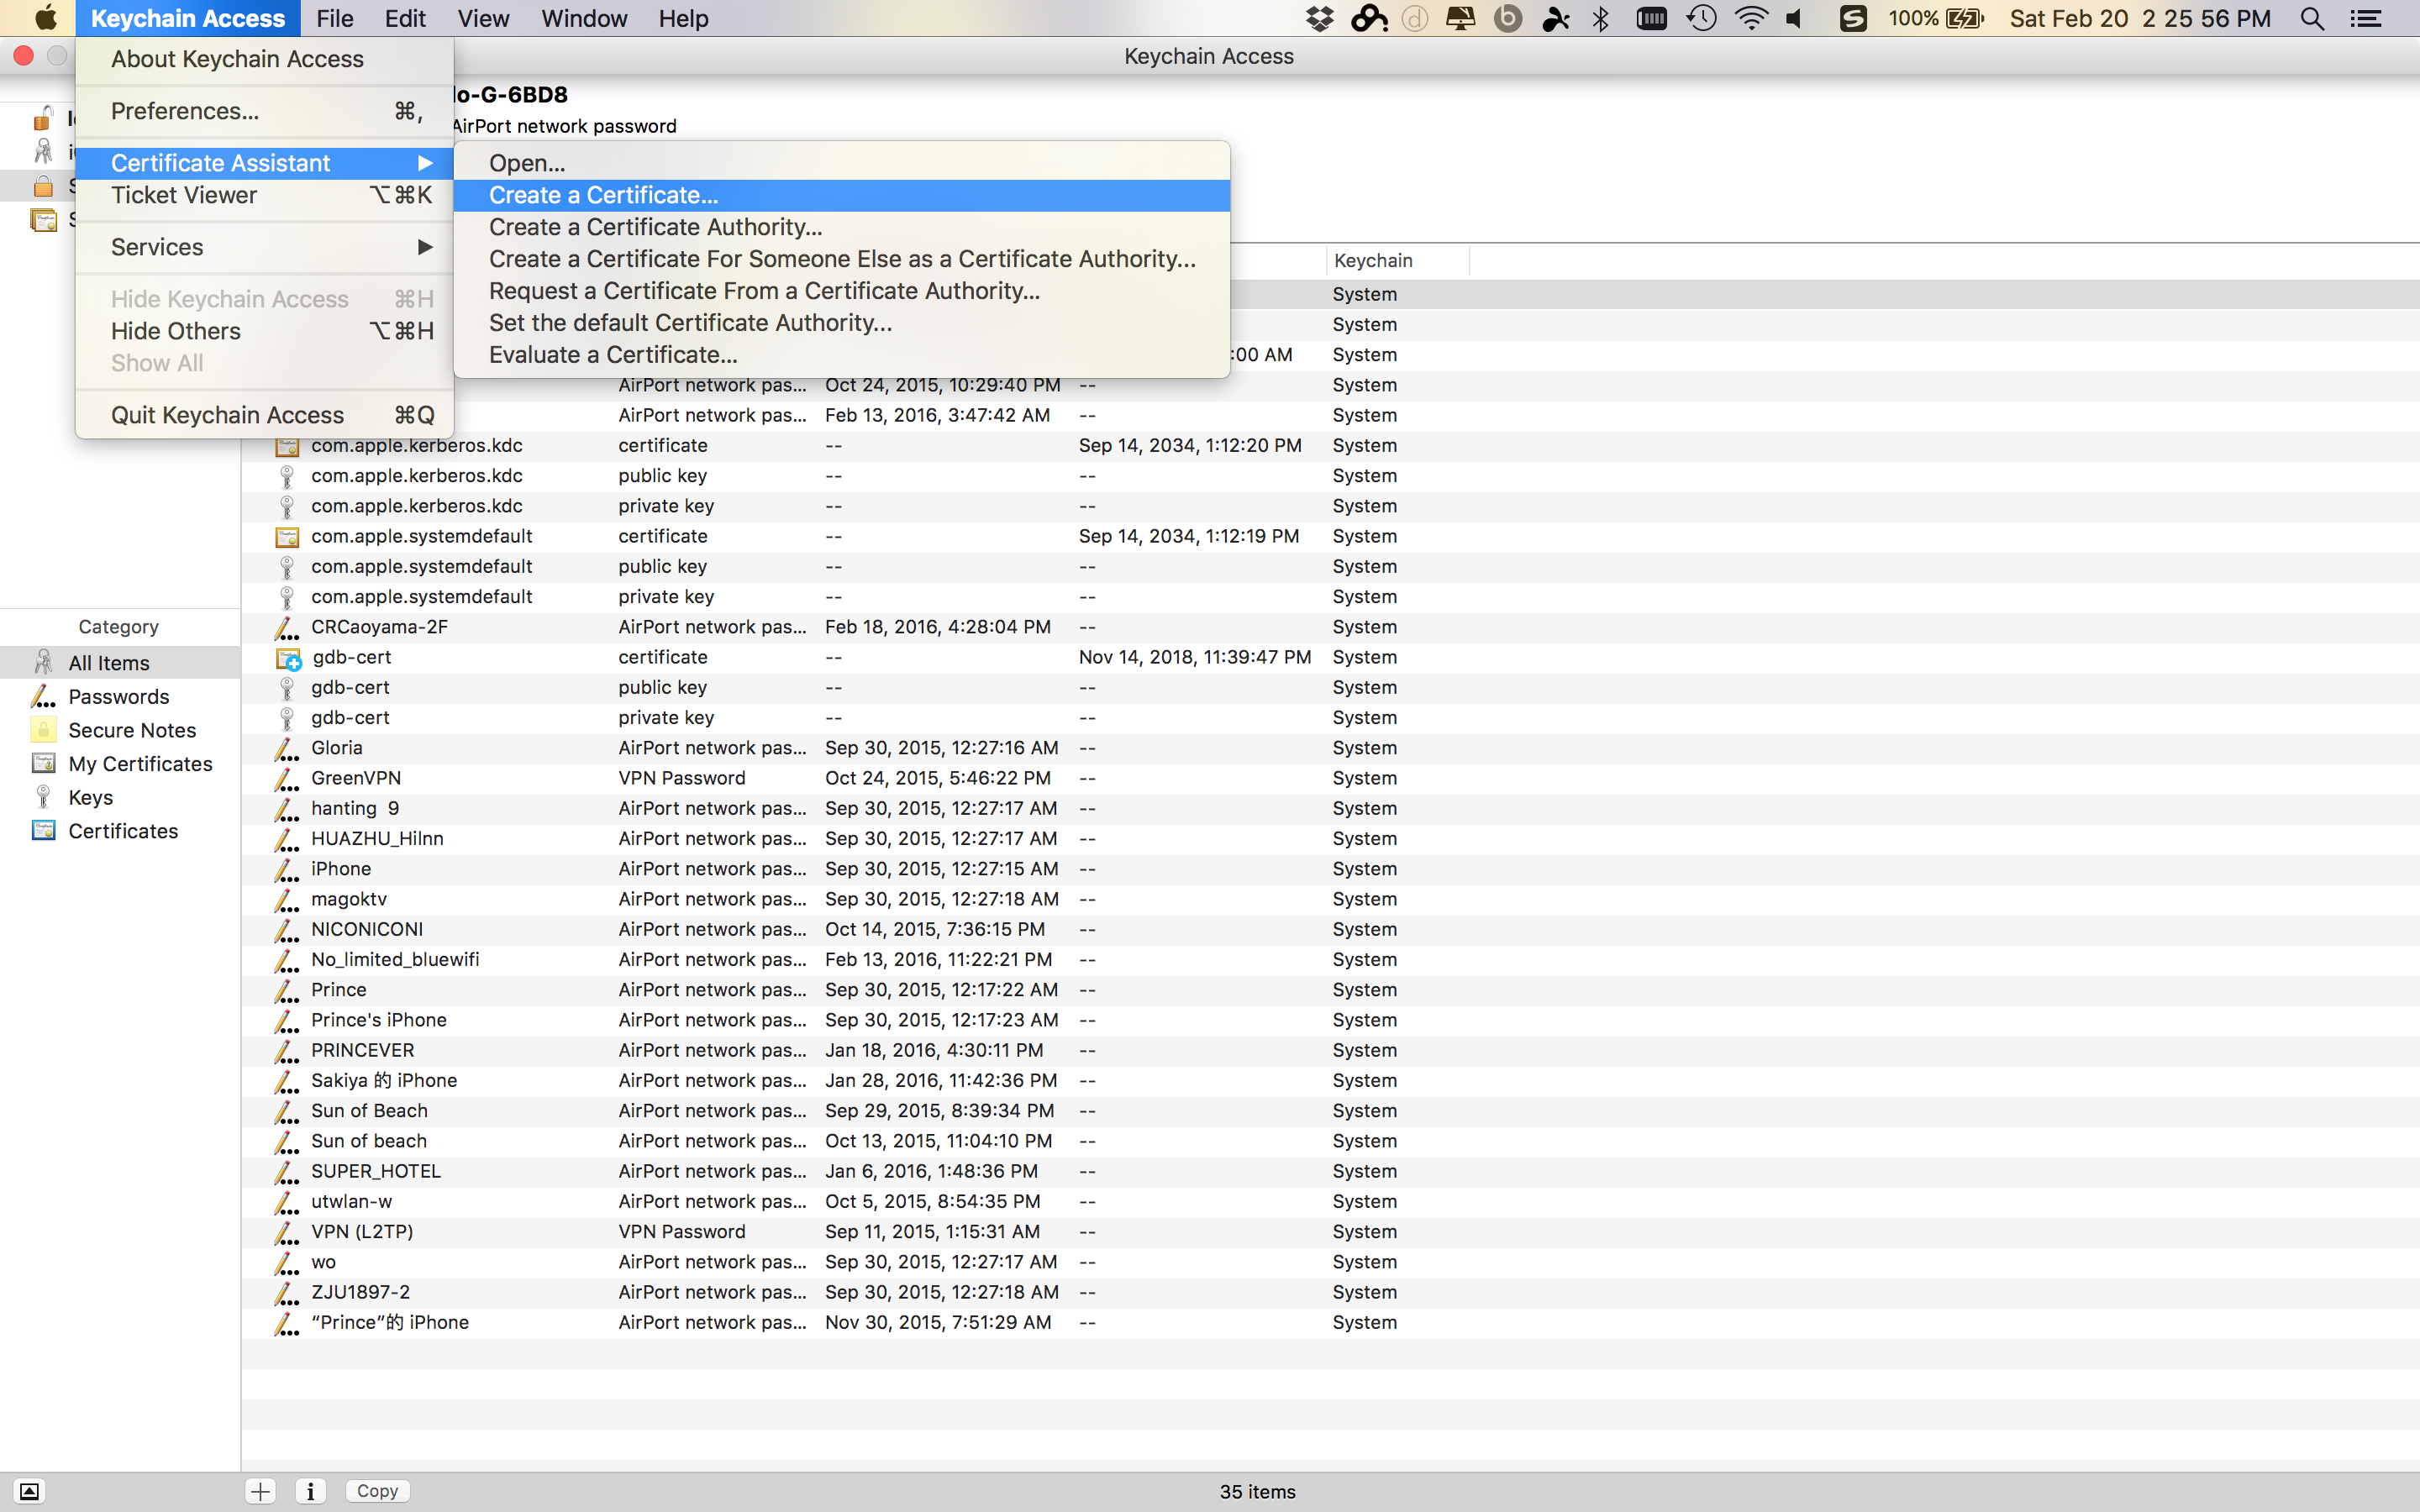 Keychain Access File Edit View Window Help 100% Sat Feb 20 2 25 56 PM
Keychain Access
About Keychain Access
Preferences... ⌘,
Certificate Assistant ▶
Ticket Viewer ⌥⌘K
Services ▶
Hide Keychain Access ⌘H
Hide Others ⌥⌘H
Show All
Quit Keychain Access ⌘Q
Open...
Create a Certificate...
Create a Certificate Authority...
Create a Certificate For Someone Else as a Certificate Authority...
Request a Certificate From a Certificate Authority...
Set the default Certificate Authority...
Evaluate a Certificate...
lo-G-6BD8
AirPort network password
Keychain
System
System
:00 AM System
AirPort network pas... Oct 24, 2015, 10:29:40 PM -- System
AirPort network pas... Feb 13, 2016, 3:47:42 AM -- System
com.apple.kerberos.kdc certificate -- Sep 14, 2034, 1:12:20 PM System
com.apple.kerberos.kdc public key -- -- System
com.apple.kerberos.kdc private key -- -- System
com.apple.systemdefault certificate -- Sep 14, 2034, 1:12:19 PM System
com.apple.systemdefault public key -- -- System
com.apple.systemdefault private key -- -- System
CRCaoyama-2F AirPort network pas... Feb 18, 2016, 4:28:04 PM -- System
gdb-cert certificate -- Nov 14, 2018, 11:39:47 PM System
gdb-cert public key -- -- System
gdb-cert private key -- -- System
Gloria AirPort network pas... Sep 30, 2015, 12:27:16 AM -- System
GreenVPN VPN Password Oct 24, 2015, 5:46:22 PM -- System
hanting 9 AirPort network pas... Sep 30, 2015, 12:27:17 AM -- System
HUAZHU_Hilnn AirPort network pas... Sep 30, 2015, 12:27:17 AM -- System
iPhone AirPort network pas... Sep 30, 2015, 12:27:15 AM -- System
magoktv AirPort network pas... Sep 30, 2015, 12:27:18 AM -- System
NICONICONI AirPort network pas... Oct 14, 2015, 7:36:15 PM -- System
No_limited_bluewifi AirPort network pas... Feb 13, 2016, 11:22:21 PM -- System
Prince AirPort network pas... Sep 30, 2015, 12:17:22 AM -- System
Prince's iPhone AirPort network pas... Sep 30, 2015, 12:17:23 AM -- System
PRINCEVER AirPort network pas... Jan 18, 2016, 4:30:11 PM -- System
Sakiya 的 iPhone AirPort network pas... Jan 28, 2016, 11:42:36 PM -- System
Sun of Beach AirPort network pas... Sep 29, 2015, 8:39:34 PM -- System
Sun of beach AirPort network pas... Oct 13, 2015, 11:04:10 PM -- System
SUPER_HOTEL AirPort network pas... Jan 6, 2016, 1:48:36 PM -- System
utwlan-w AirPort network pas... Oct 5, 2015, 8:54:35 PM -- System
VPN (L2TP) VPN Password Sep 11, 2015, 1:15:31 AM -- System
wo AirPort network pas... Sep 30, 2015, 12:27:17 AM -- System
ZJU1897-2 AirPort network pas... Sep 30, 2015, 12:27:18 AM -- System
“Prince”的 iPhone AirPort network pas... Nov 30, 2015, 7:51:29 AM -- System
Category
All Items
Passwords
Secure Notes
My Certificates
Keys
Certificates
Copy
35 items